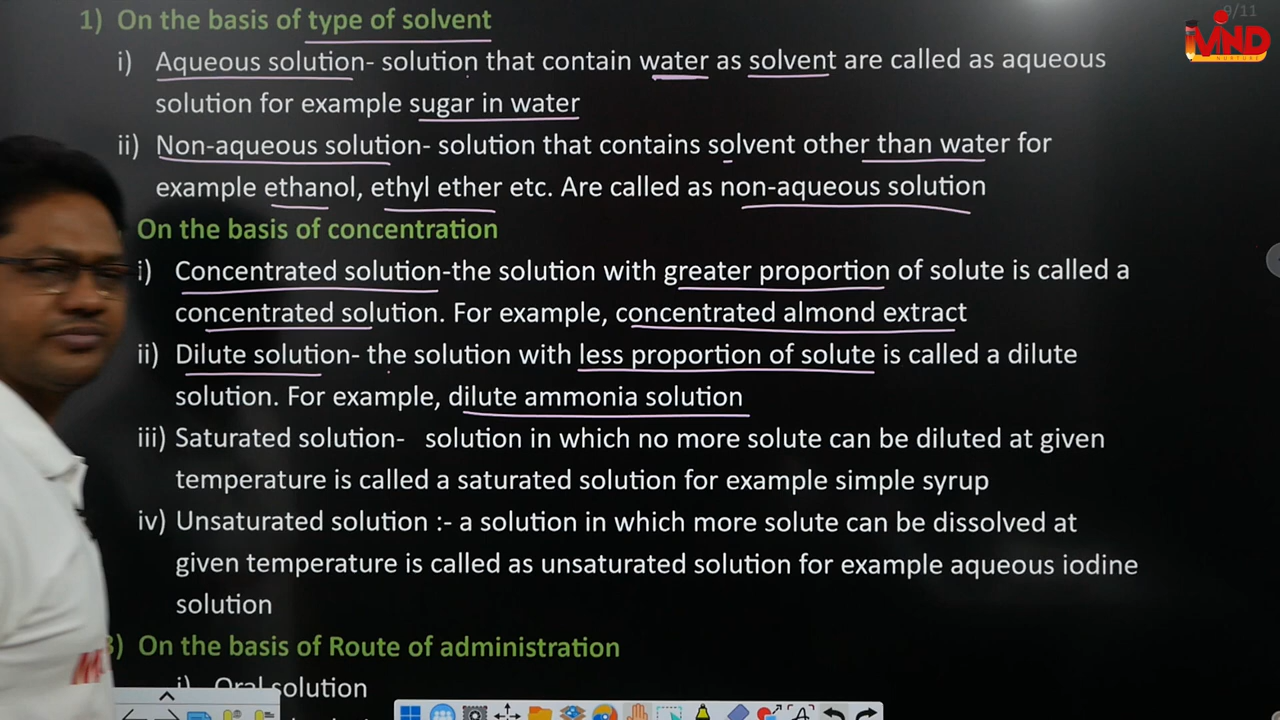 9/11
1) On the basis of type of solvent
i) Aqueous solution- solution that contain water as solvent are called as aqueous
solution for example sugar in water
ii) Non-aqueous solution- solution that contains solvent other than water for
example ethanol, ethyl ether etc. Are called as non-aqueous solution
On the basis of concentration
i) Concentrated solution-the solution with greater proportion of solute is called a
concentrated solution. For example, concentrated almond extract
ii) Dilute solution- the solution with less proportion of solute is called a dilute
solution. For example, dilute ammonia solution
iii) Saturated solution- solution in which no more solute can be diluted at given
temperature is called a saturated solution for example simple syrup
iv) Unsaturated solution :- a solution in which more solute can be dissolved at
given temperature is called as unsaturated solution for example aqueous iodine
solution
3) On the basis of Route of administration
i) Oral solution